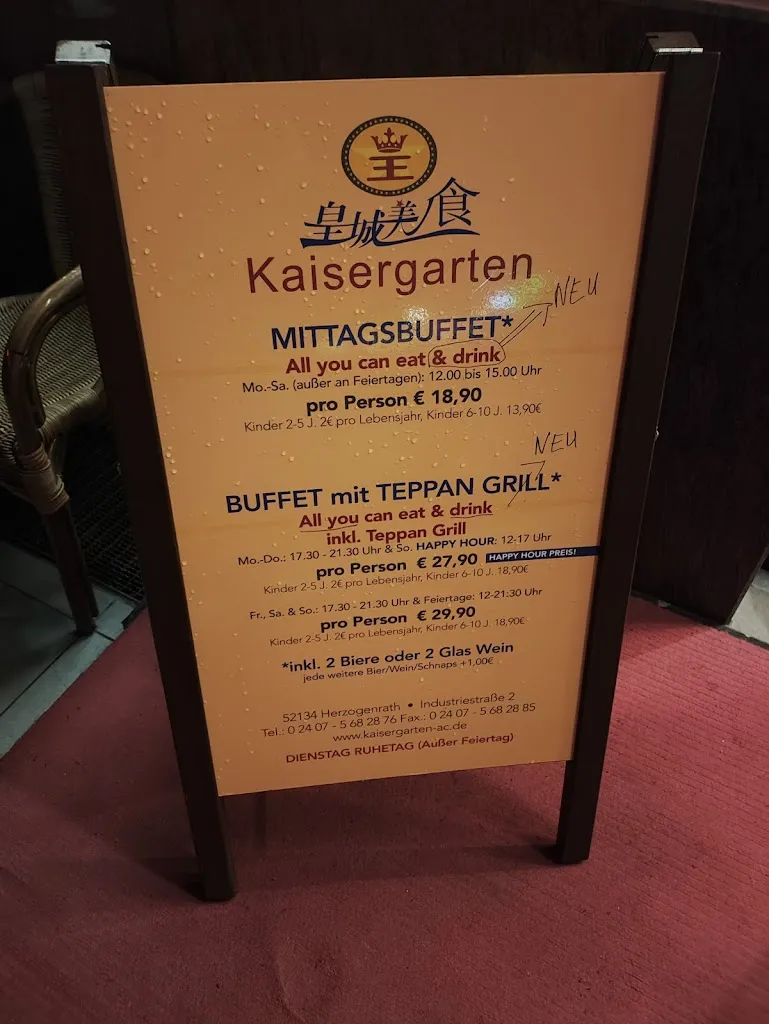 王
皇城美食
Kaisergarten
NEU
MITTAGSBUFFET*
All you can eat & drink
Mo.-Sa. (außer an Feiertagen): 12.00 bis 15.00 Uhr
pro Person € 18,90
Kinder 2-5 J. 2€ pro Lebensjahr, Kinder 6-10 J. 13,90€
NEU
BUFFET mit TEPPAN GRILL*
All you can eat & drink
inkl. Teppan Grill
Mo.-Do.: 17.30 - 21.30 Uhr & So. HAPPY HOUR: 12-17 Uhr
pro Person € 27,90 HAPPY HOUR PREIS!
Kinder 2-5 J. 2€ pro Lebensjahr, Kinder 6-10 J. 18,90€
Fr., Sa. & So.: 17.30 - 21.30 Uhr & Feiertage: 12-21:30 Uhr
pro Person € 29,90
Kinder 2-5 J. 2€ pro Lebensjahr, Kinder 6-10 J. 18,90€
*inkl. 2 Biere oder 2 Glas Wein
jede weitere Bier/Wein/Schnaps +1,00€
52134 Herzogenrath • Industriestraße 2
Tel.: 0 24 07 - 5 68 28 76 Fax.: 0 24 07 - 5 68 28 85
www.kaisergarten-ac.de
DIENSTAG RUHETAG (Außer Feiertag)